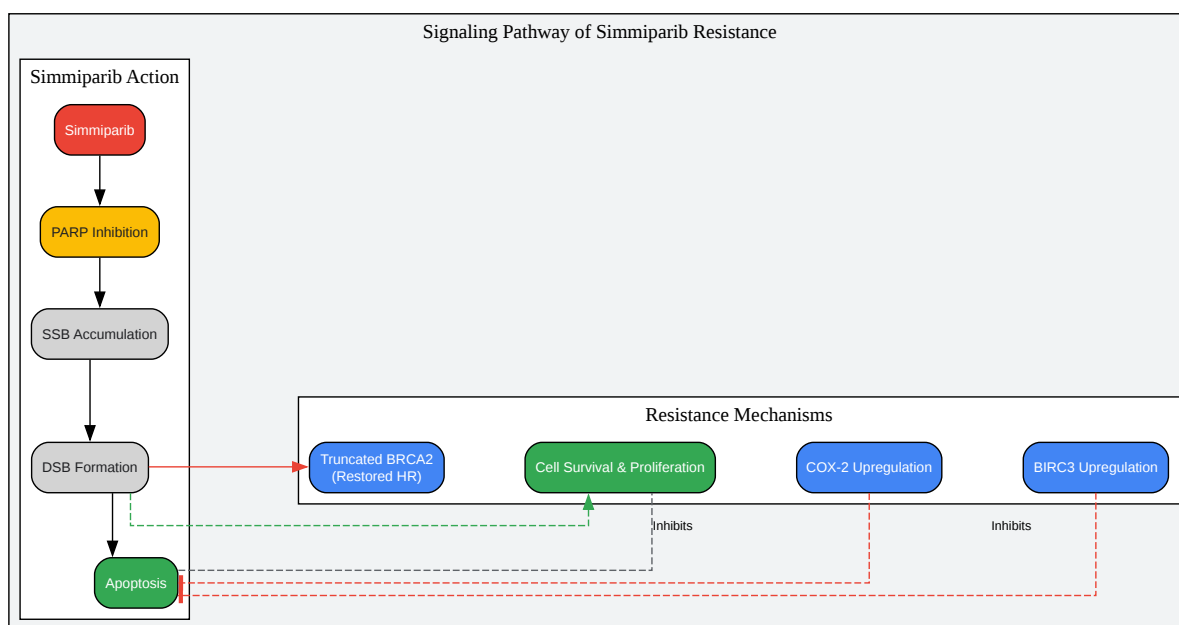 Signaling Pathway of Simmiparib Resistance
Simmiparib Action
Simmiparib
PARP Inhibition
SSB Accumulation
DSB Formation
Apoptosis
Resistance Mechanisms
Truncated BRCA2
(Restored HR)
Cell Survival & Proliferation
COX-2 Upregulation
BIRC3 Upregulation
Inhibits
Inhibits